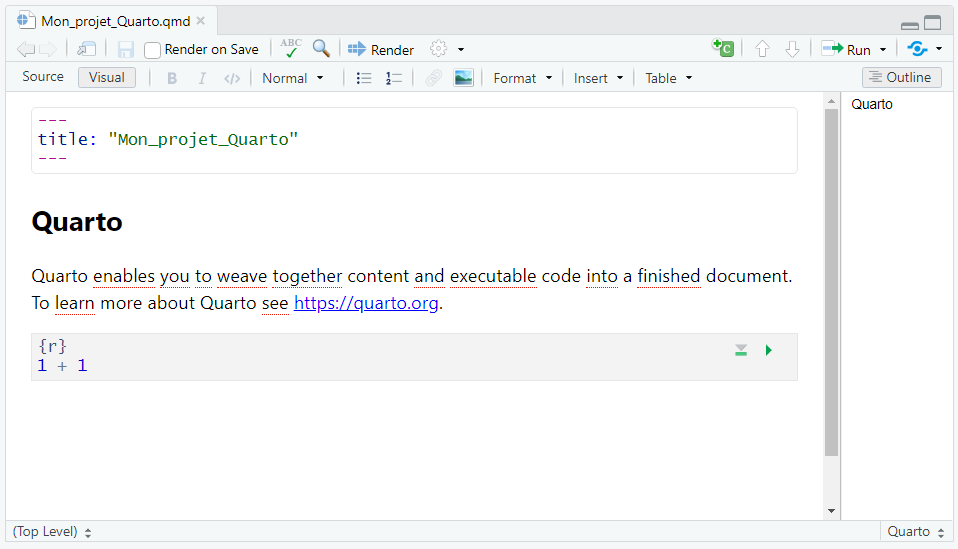 Mon_projet_Quarto.qmd
Render on Save ABC Render Run
Source Visual B I </> Normal Format Insert Table Outline
---
title: "Mon_projet_Quarto"
---
Quarto
Quarto
Quarto enables you to weave together content and executable code into a finished document.
To learn more about Quarto see https://quarto.org.
{r}
1 + 1
(Top Level) Quarto